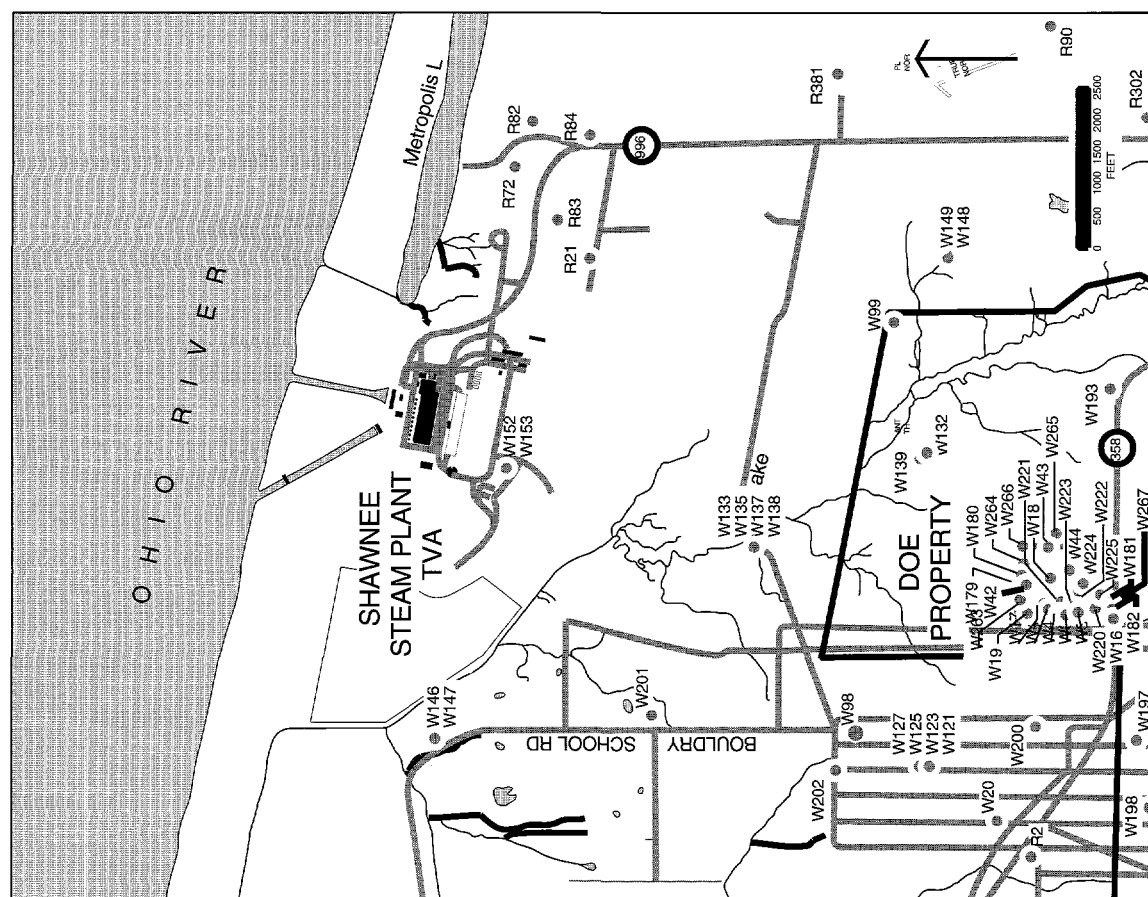 OHIO RIVER
Metropolis L
SHAWNEE
STEAM PLANT
TVA
R82
R84
R72
R83
R21
996
R381
R90
R302
PL
NOR
TRUE
NOR
0 500 1000 1500 2000 2500
FEET
W152
W153
W149
W148
W99
W193
358
W139
W132
ake
W133
W135
W137
W138
DOE
PROPERTY
W265
W221
W43
W266
W18
W223
W264
W180
W44
W222
W224
W225
W267
W181
W179
W42
W19
W220
W16
W182
W146
W147
W201
SCHOOL RD
BOULDRY
W98
W127
W125
W123
W121
W200
W197
W202
W20
W198
R2